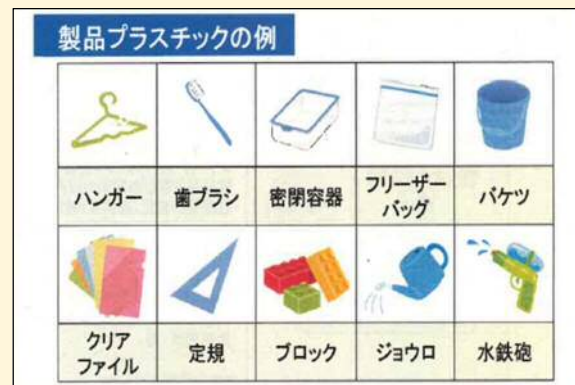 製品プラスチックの例
ハンガー
歯ブラシ
密閉容器
フリーザー
バッグ
バケツ
クリア
ファイル
定規
ブロック
ジョウロ
水鉄砲